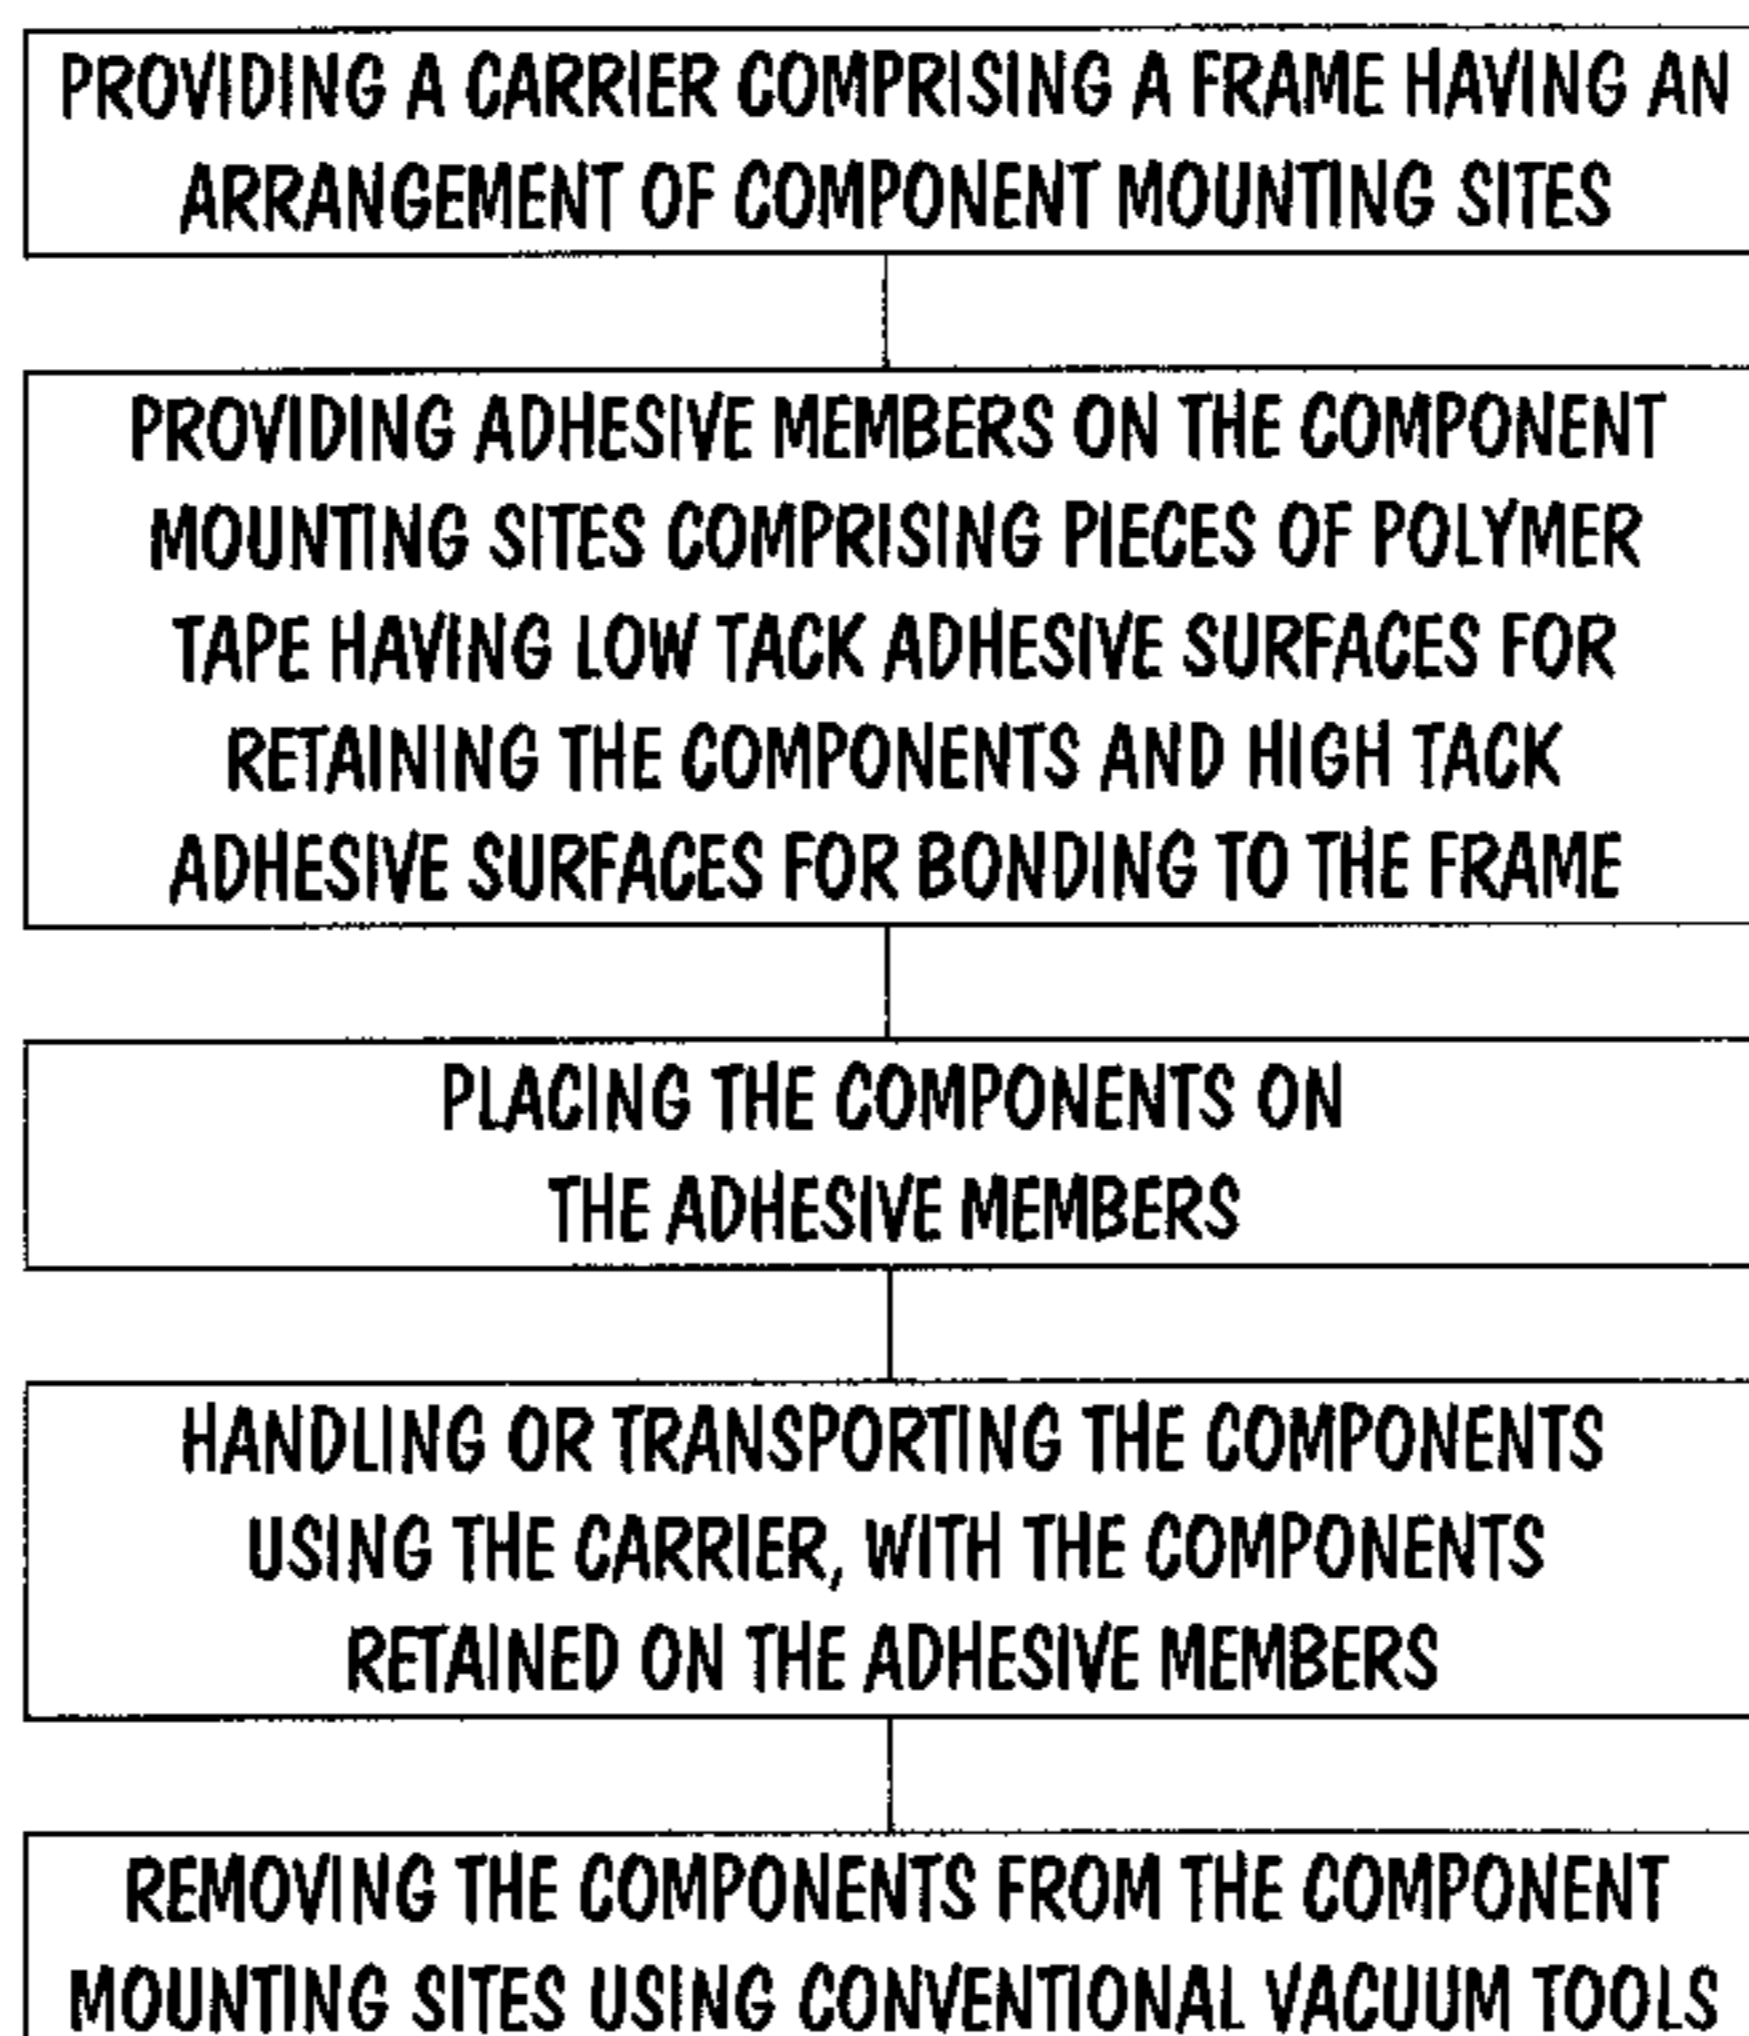 PROVIDING A CARRIER COMPRISING A FRAME HAVING AN
ARRANGEMENT OF COMPONENT MOUNTING SITES
PROVIDING ADHESIVE MEMBERS ON THE COMPONENT
MOUNTING SITES COMPRISING PIECES OF POLYMER
TAPE HAVING LOW TACK ADHESIVE SURFACES FOR
RETAINING THE COMPONENTS AND HIGH TACK
ADHESIVE SURFACES FOR BONDING TO THE FRAME
PLACING THE COMPONENTS ON
THE ADHESIVE MEMBERS
HANDLING OR TRANSPORTING THE COMPONENTS
USING THE CARRIER, WITH THE COMPONENTS
RETAINED ON THE ADHESIVE MEMBERS
REMOVING THE COMPONENTS FROM THE COMPONENT
MOUNTING SITES USING CONVENTIONAL VACUUM TOOLS